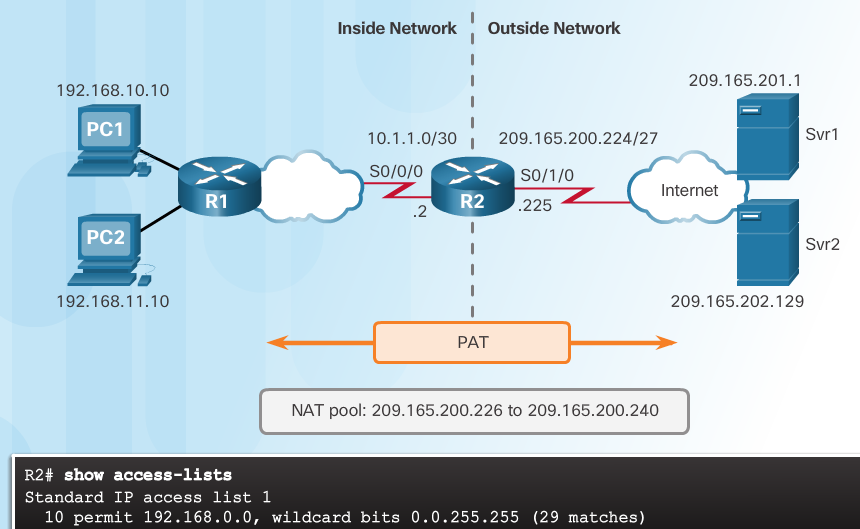 Inside Network
Outside Network
192.168.10.10
209.165.201.1
PC1
10.1.1.0/30
209.165.200.224/27
Svr1
S0/0/0
S0/1/0
R1
R2
Internet
.2
.225
PC2
Svr2
192.168.11.10
209.165.202.129
PAT
NAT pool: 209.165.200.226 to 209.165.200.240
R2# show access-lists
Standard IP access list 1
10 permit 192.168.0.0, wildcard bits 0.0.255.255 (29 matches)